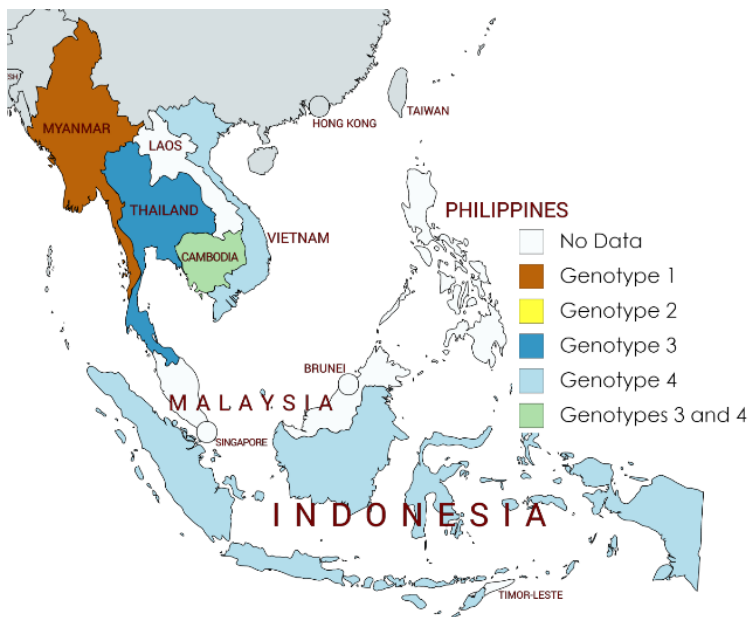 SH
MYANMAR
LAOS
HONG KONG
TAIWAN
THAILAND
VIETNAM
CAMBODIA
PHILIPPINES
No Data
Genotype 1
Genotype 2
Genotype 3
Genotype 4
Genotypes 3 and 4
BRUNEI
MALAYSIA
SINGAPORE
INDONESIA
TIMOR-LESTE